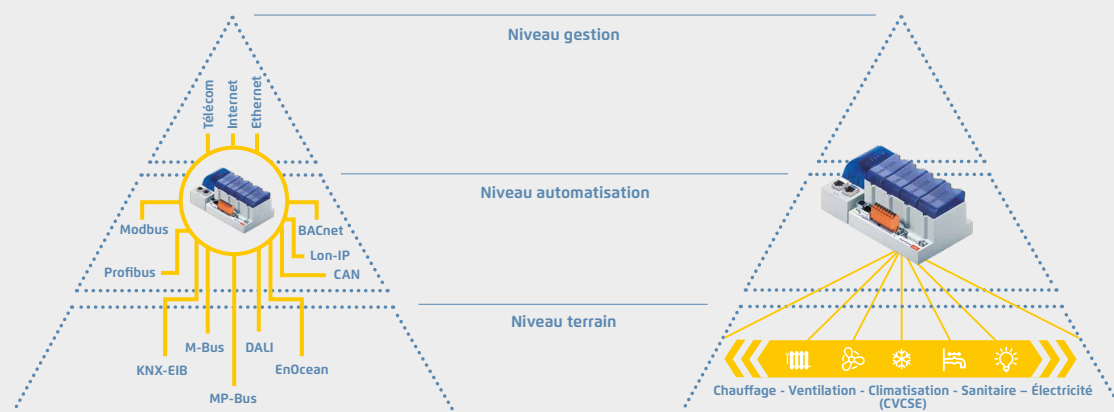 Niveau gestion
Télécom
Internet
Ethernet
Niveau automatisation
Modbus
BACnet
Lon-IP
Profibus
CAN
Niveau terrain
M-Bus
DALI
KNX-EIB
EnOcean
MP-Bus
Chauffage - Ventilation - Climatisation - Sanitaire – Électricité
(CVCSE)